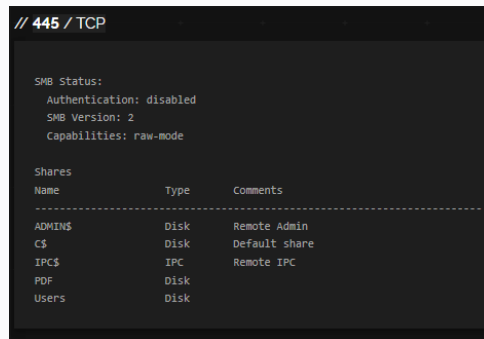 // 445 / TCP
SMB Status:
Authentication: disabled
SMB Version: 2
Capabilities: raw-mode
Shares
Name Type Comments
------------------------------------------------------------------------
ADMIN$ Disk Remote Admin
C$ Disk Default share
IPC$ IPC Remote IPC
PDF Disk
Users Disk